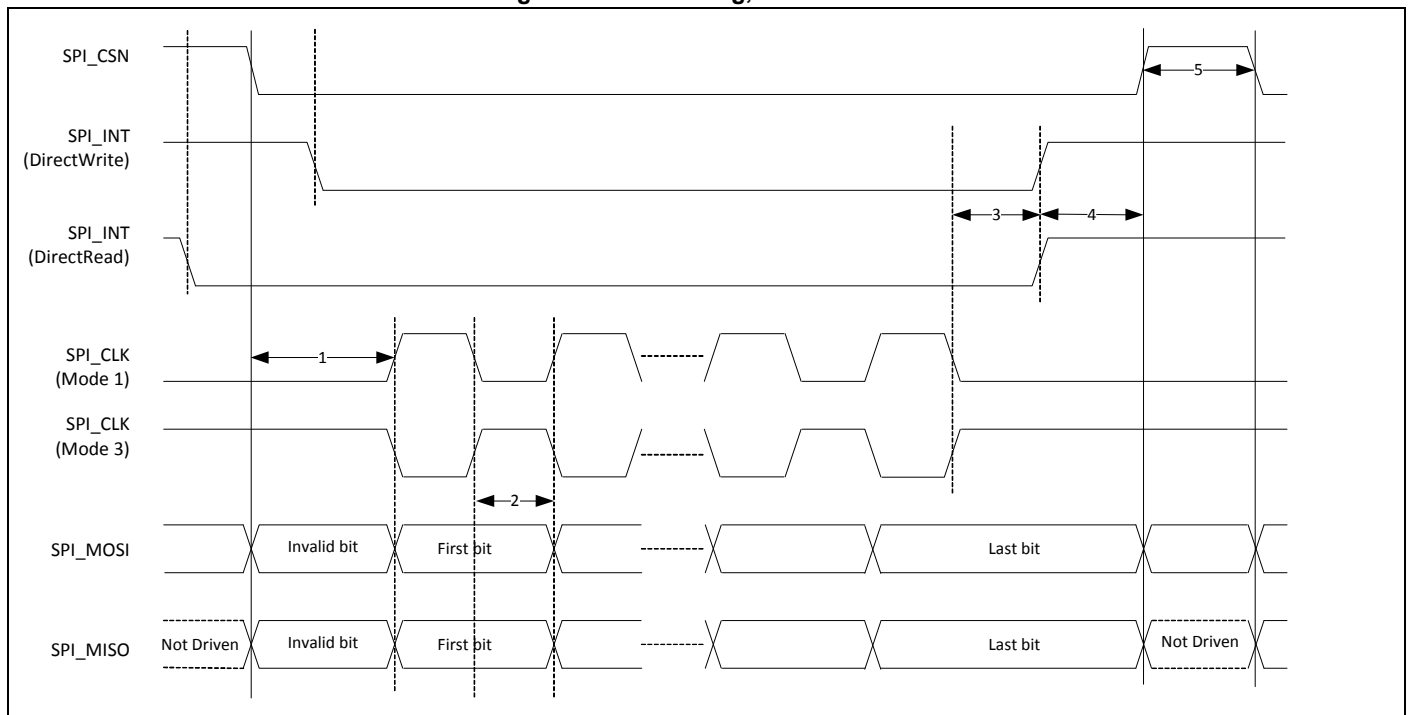 SPI_CSN
5
SPI_INT
(DirectWrite)
3
4
SPI_INT
(DirectRead)
SPI_CLK
(Mode 1)
1
SPI_CLK
(Mode 3)
2
SPI_MOSI
Invalid bit
First bit
Last bit
SPI_MISO
Not Driven
Invalid bit
First bit
Last bit
Not Driven